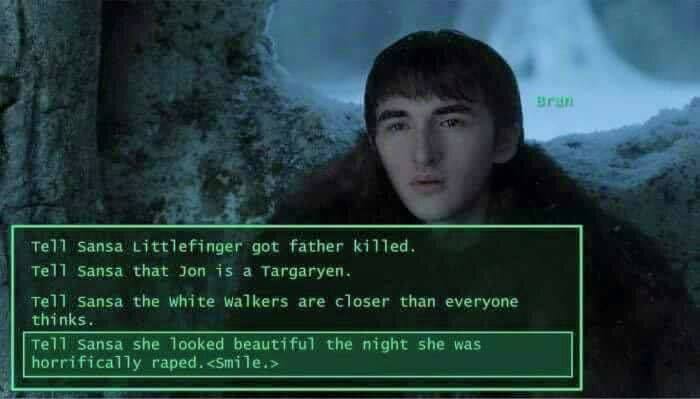 Bran
Tell Sansa Littlefinger got father killed.
Tell Sansa that Jon is a Targaryen.
Tell Sansa the White Walkers are closer than everyone
thinks.
Tell Sansa she looked beautiful the night she was
horrifically raped.<Smile.>